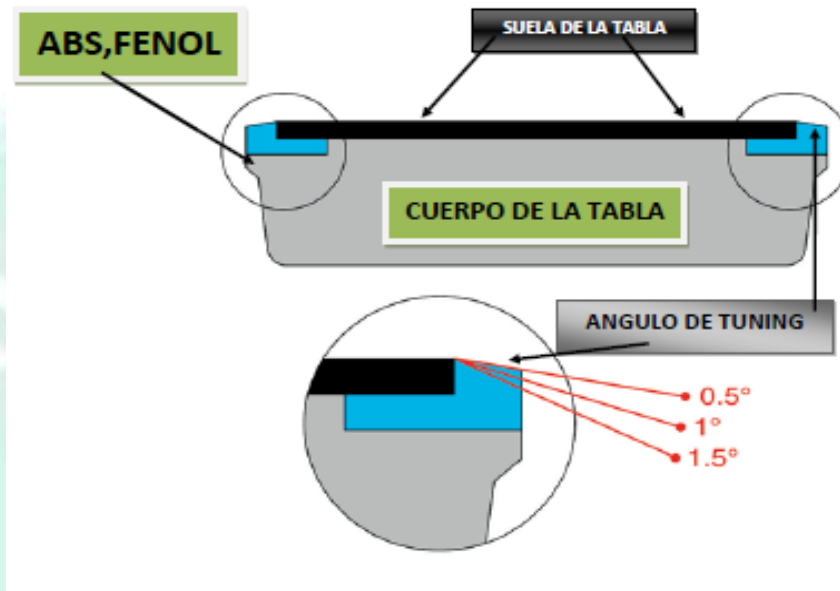 SUELA DE LA TABLA
ABS,FENOL
CUERPO DE LA TABLA
ANGULO DE TUNING
0.5°
1°
1.5°